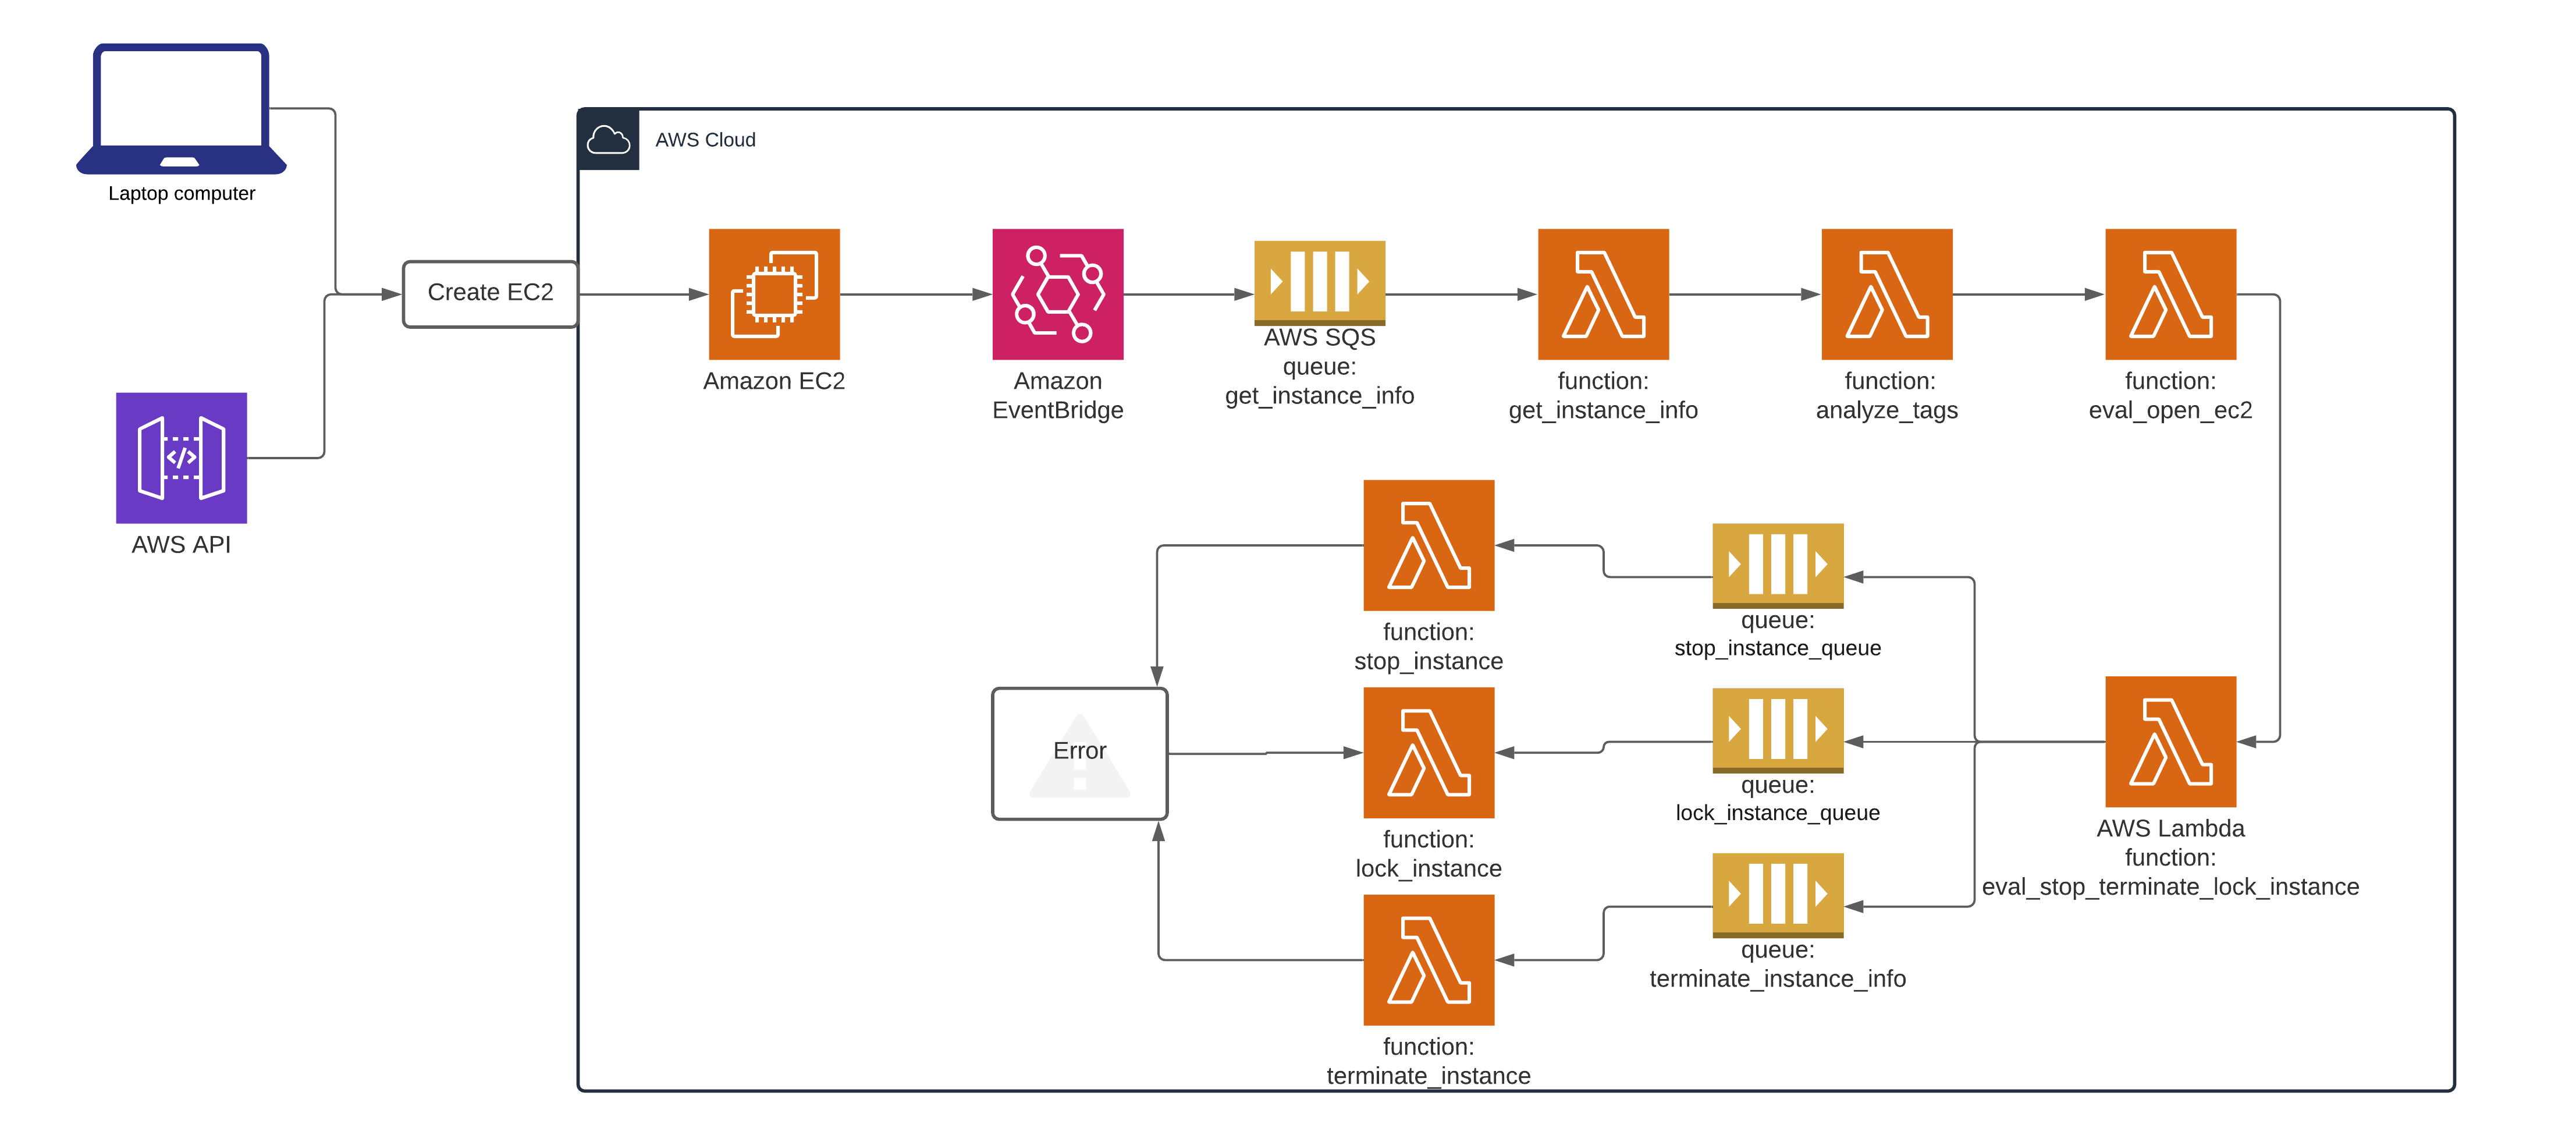 Laptop computer
AWS Cloud
Create EC2
AWS API
Amazon EC2
Amazon
EventBridge
AWS SQS
queue:
get_instance_info
function:
get_instance_info
function:
analyze_tags
function:
eval_open_ec2
function:
stop_instance
queue:
stop_instance_queue
Error
function:
lock_instance
queue:
lock_instance_queue
AWS Lambda
function:
eval_stop_terminate_lock_instance
queue:
terminate_instance_info
function:
terminate_instance